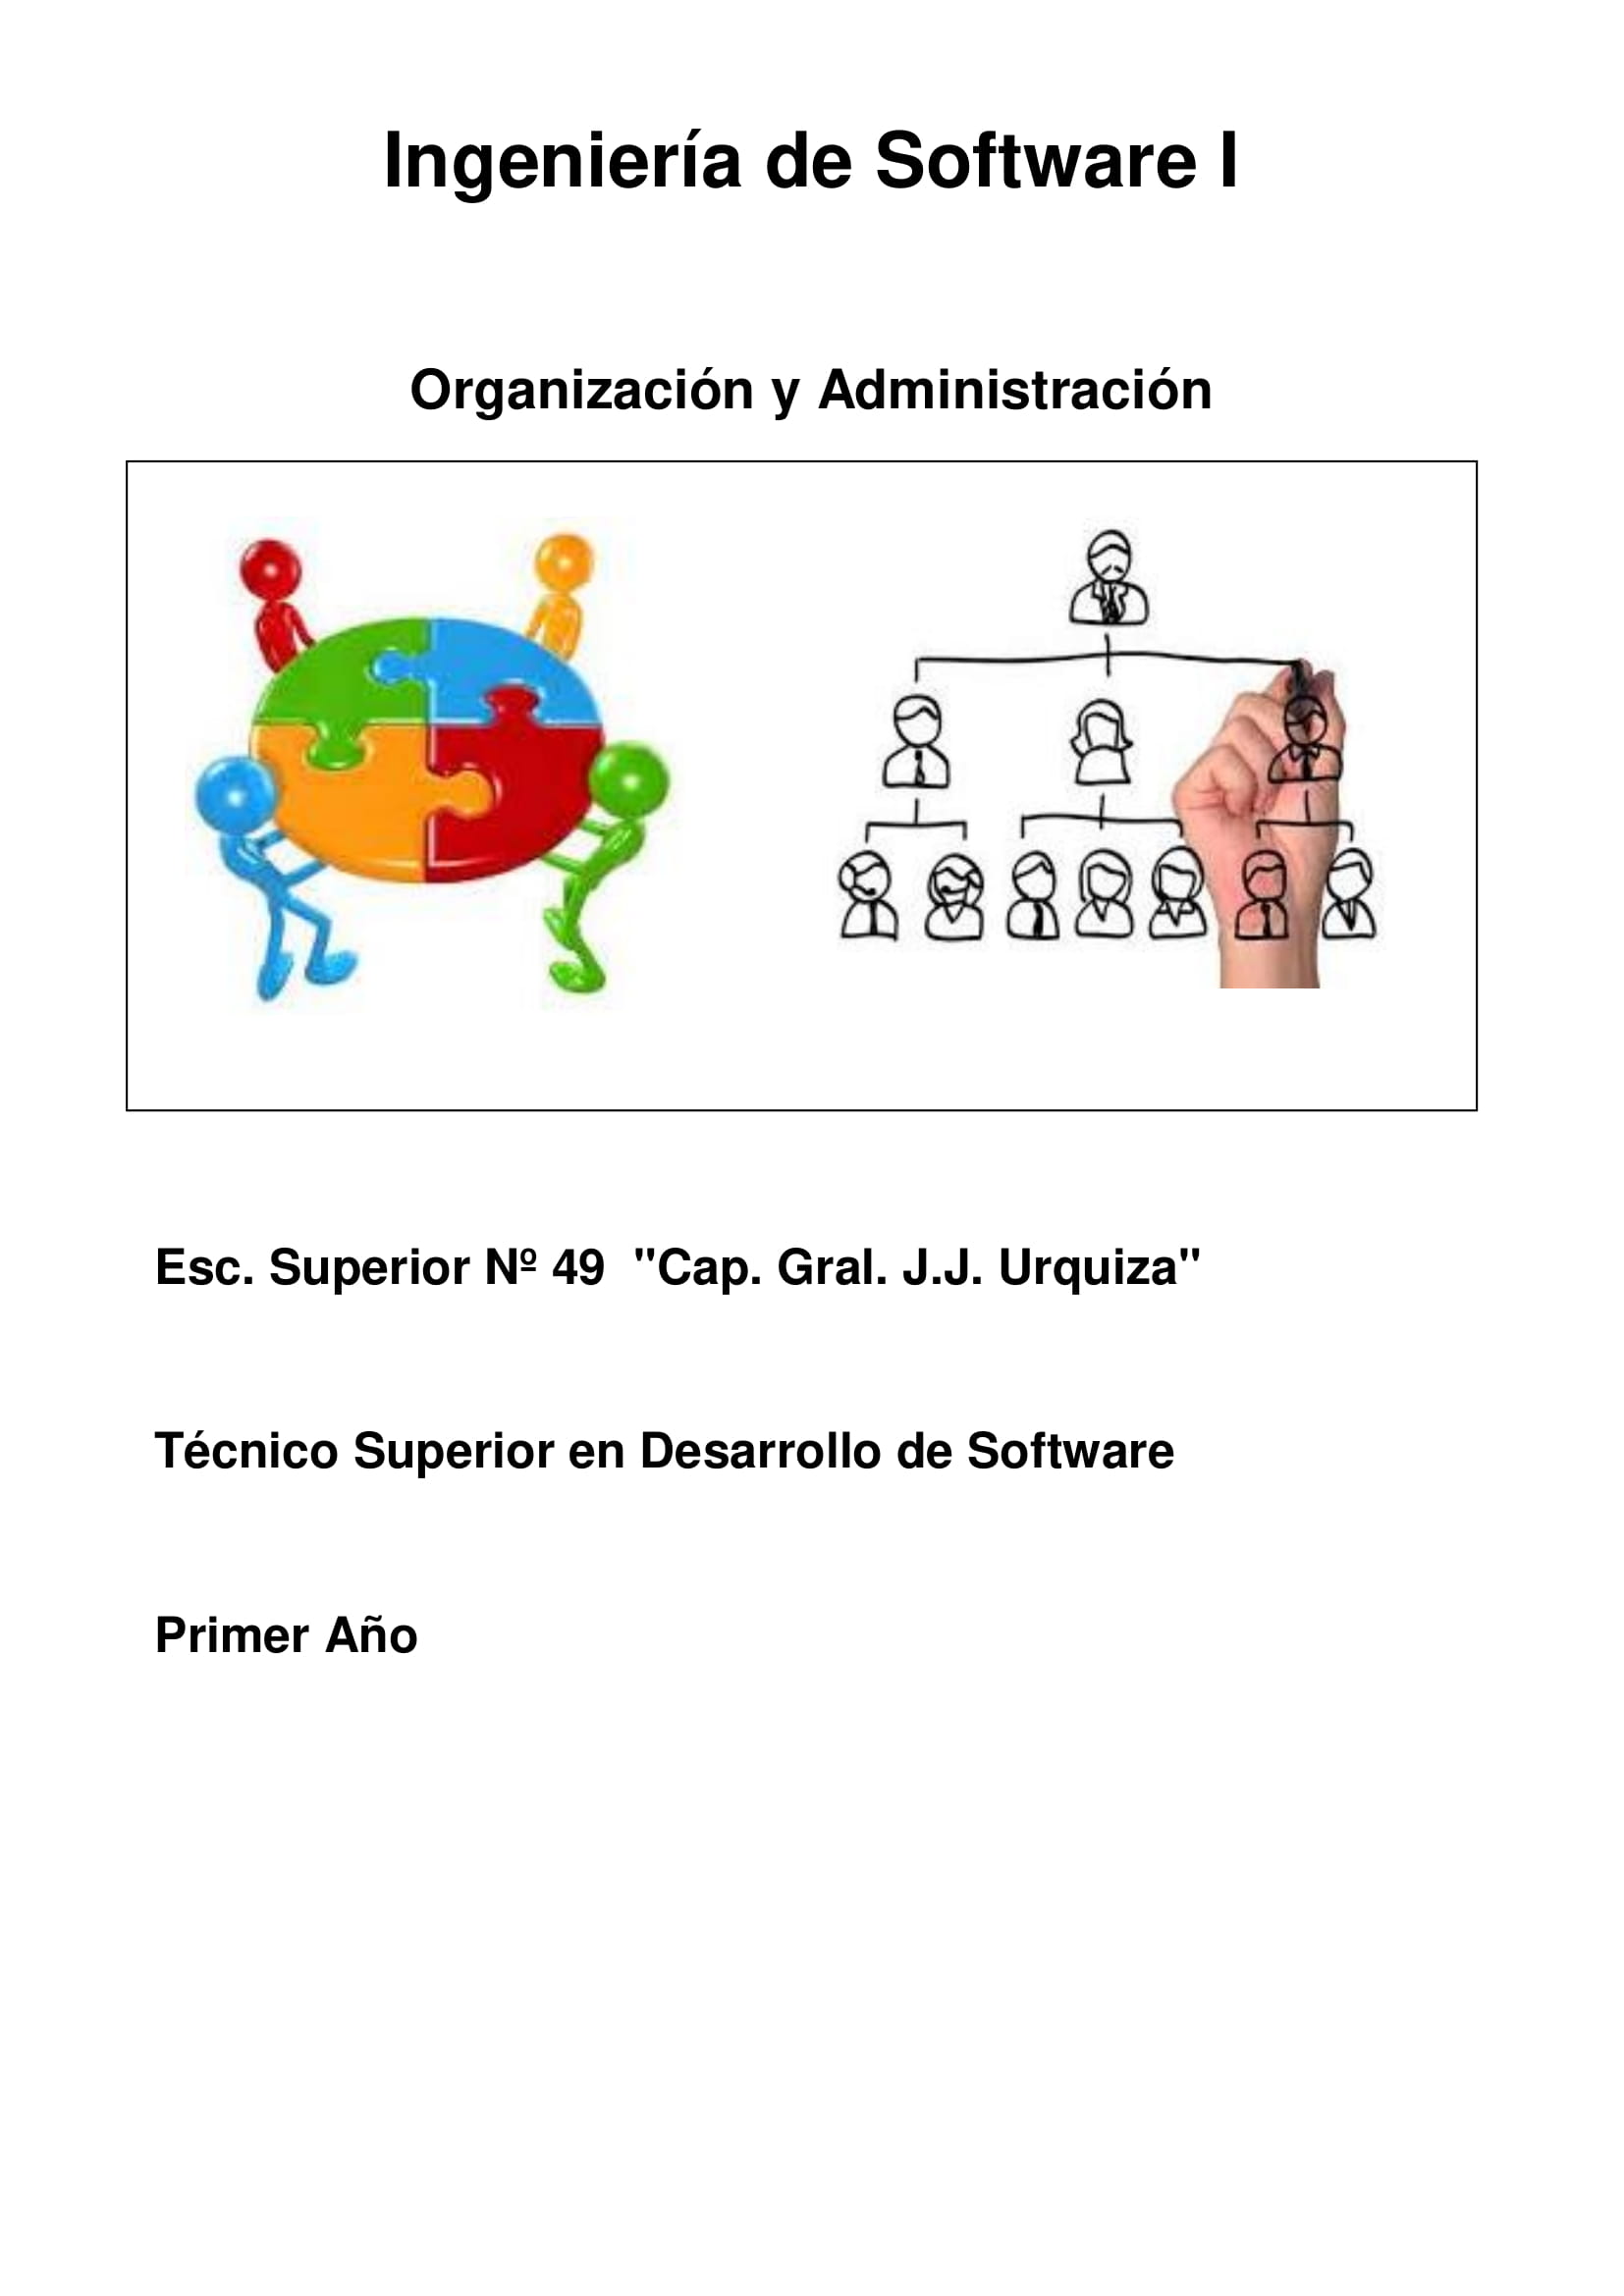 Ingeniería de Software I
Organización y Administración
Esc. Superior Nº 49  "Cap. Gral. J.J. Urquiza"
Técnico Superior en Desarrollo de Software
Primer Año